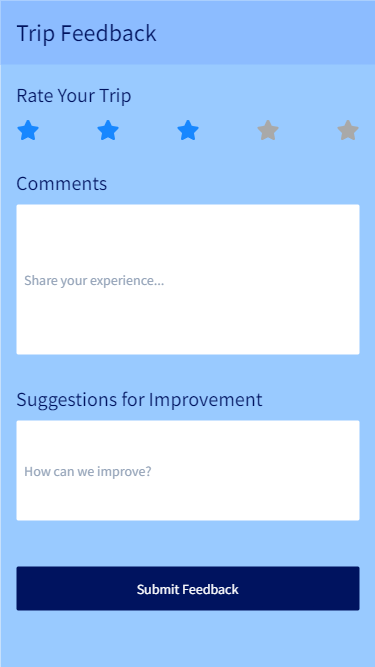 Trip Feedback
Rate Your Trip
Comments
Share your experience...
Suggestions for Improvement
How can we improve?
Submit Feedback